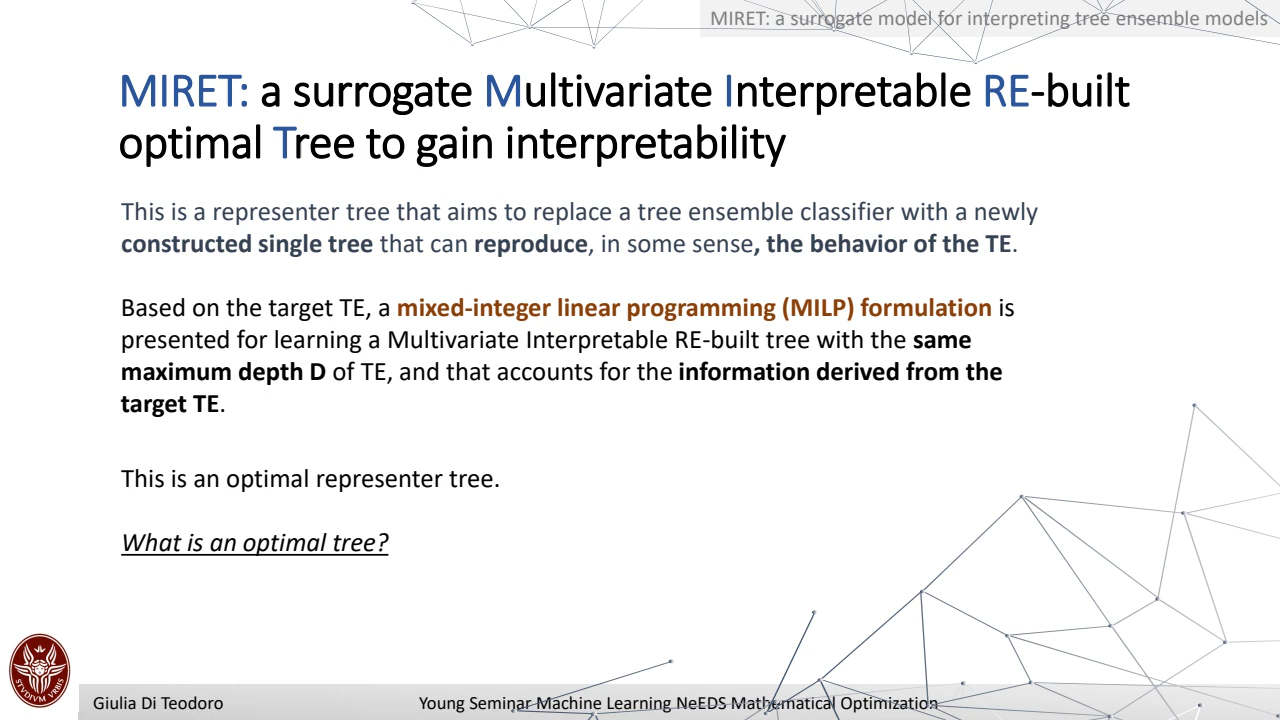 MIRET: a surrogate model for interpreting tree ensemble models
MIRET: a surrogate Multivariate Interpretable RE-built
optimal Tree to gain interpretability
This is a representer tree that aims to replace a tree ensemble classifier with a newly
constructed single tree that can reproduce, in some sense, the behavior of the TE.
Based on the target TE, a mixed-integer linear programming (MILP) formulation is
presented for learning a Multivariate Interpretable RE-built tree with the same
maximum depth D of TE, and that accounts for the information derived from the
target TE.
This is an optimal representer tree.
What is an optimal tree?
STVDIVM VRBIS
Giulia Di Teodoro
Young Seminar Machine Learning NeEDS Mathematical Optimization